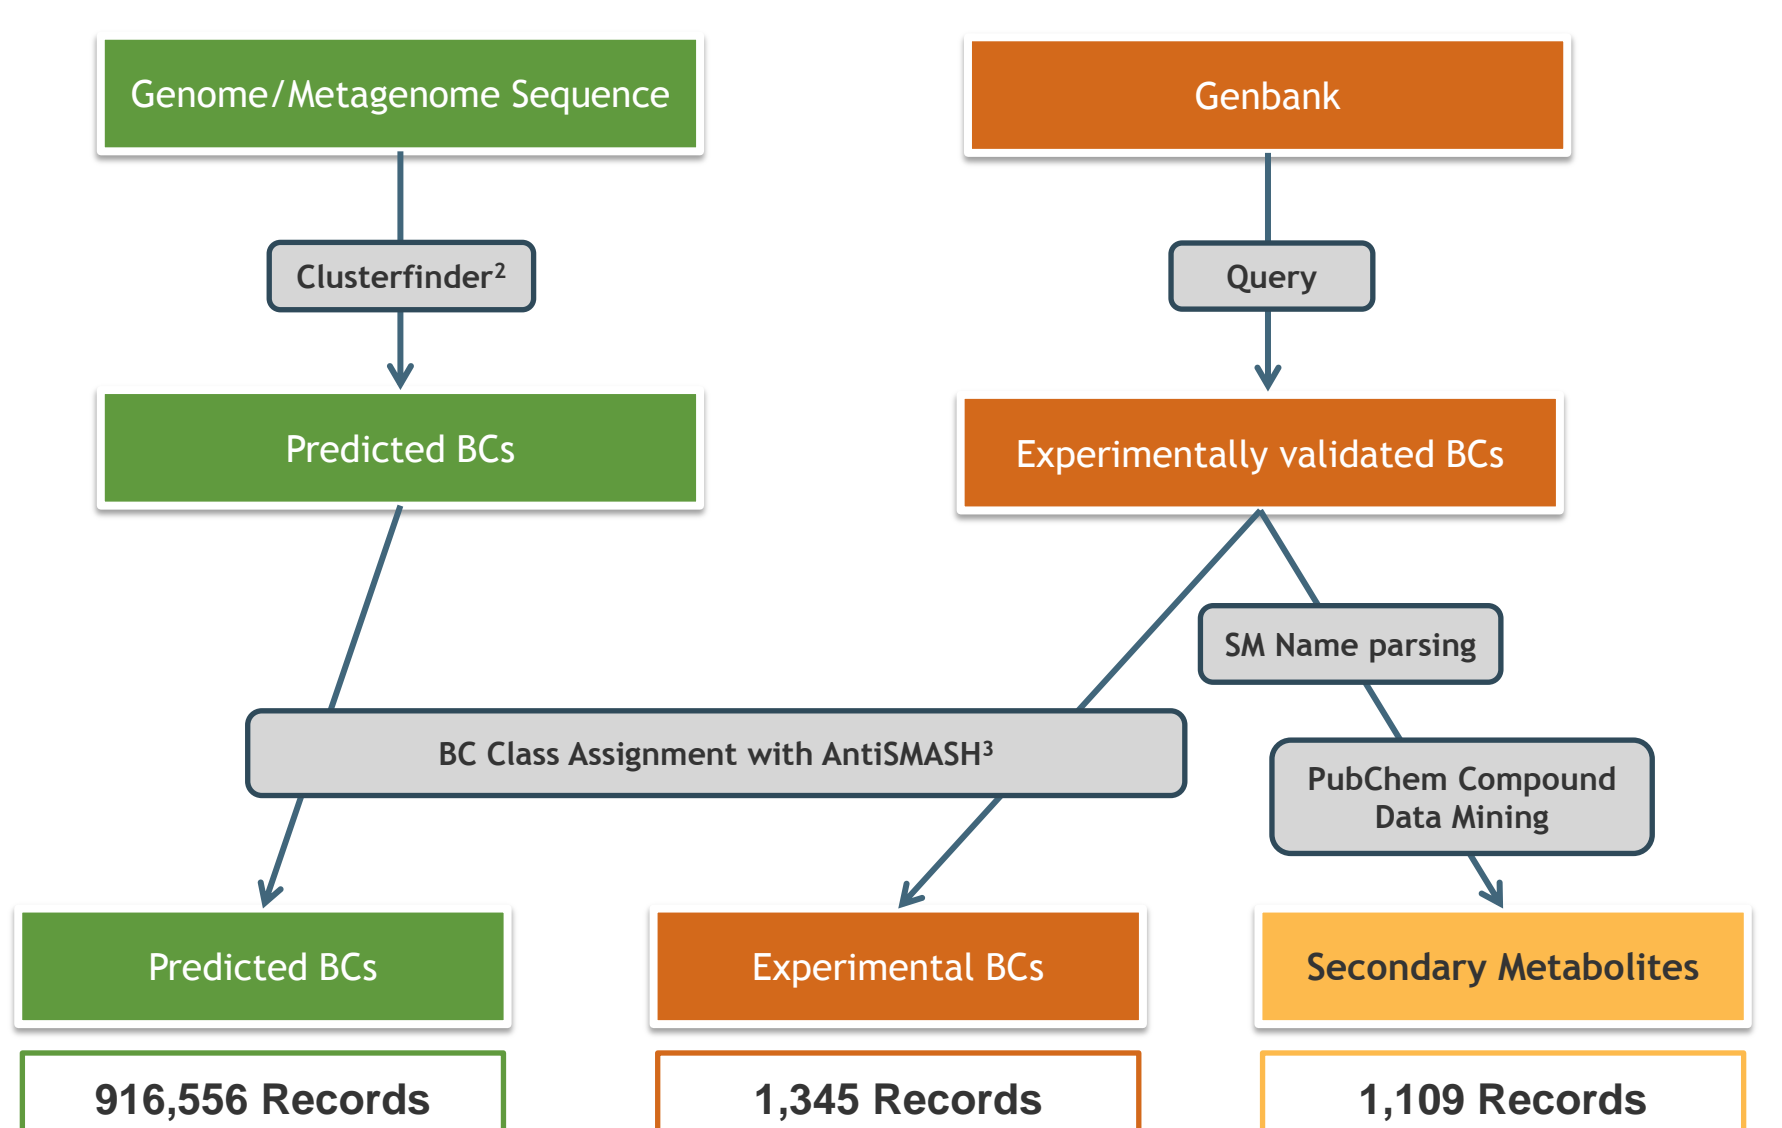 Genome/Metagenome Sequence
Genbank
Clusterfinder²
Query
Predicted BCs
Experimentally validated BCs
SM Name parsing
BC Class Assignment with AntiSMASH³
PubChem Compound
Data Mining
Predicted BCs
Experimental BCs
Secondary Metabolites
916,556 Records
1,345 Records
1,109 Records